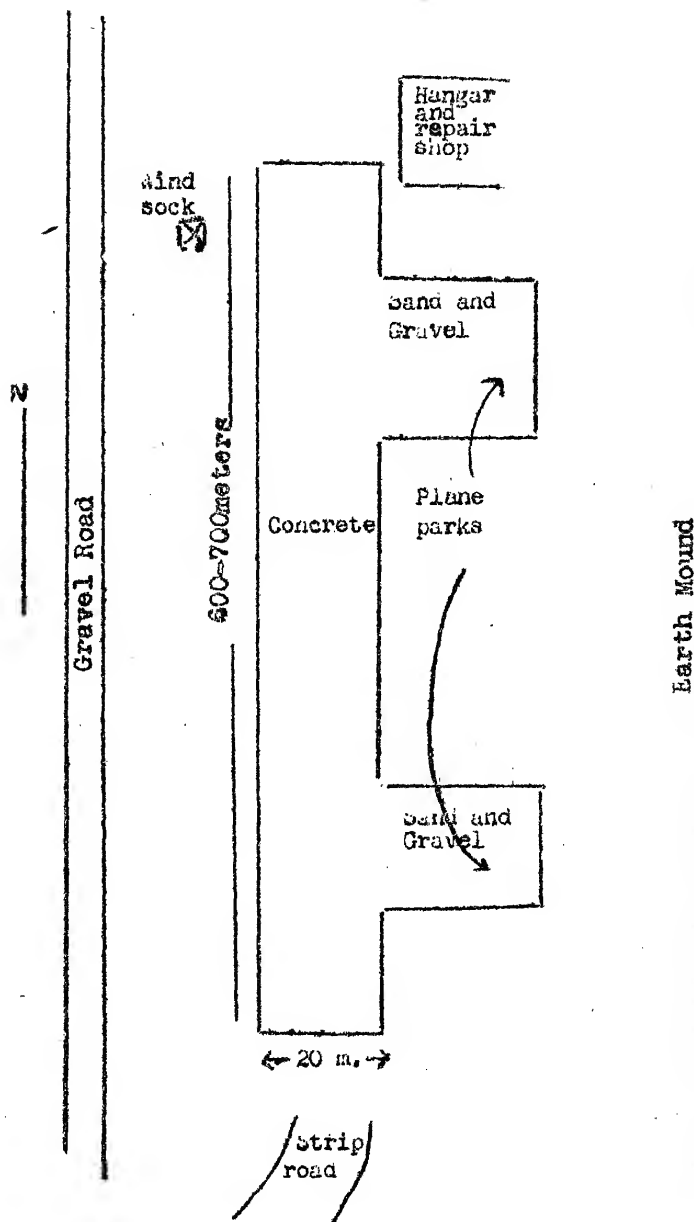 Hangar
and
repair
shop
Wind
sock
Sand and
Gravel
N
600-700meters
Gravel Road
Concrete
Plane
parks
Earth Mound
Sand and
Gravel
20 m.
Strip
road